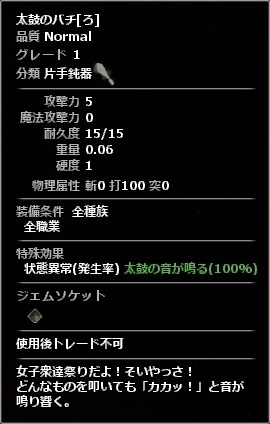 太鼓のバチ[ろ]
品質 Normal
グレード 1
分類 片手鈍器
攻撃力 5
魔法攻撃力 0
耐久度 15/15
重量 0.06
硬度 1
物理属性 斬0 打100 突0
装備条件 全種族
全職業
特殊効果
状態異常(発生率) 太鼓の音が鳴る(100%)
ジェムソケット
使用後トレード不可
女子衆達祭りだよ！そいやっさ！
どんなものを叩いても「カカッ！」と音が
鳴り響く。